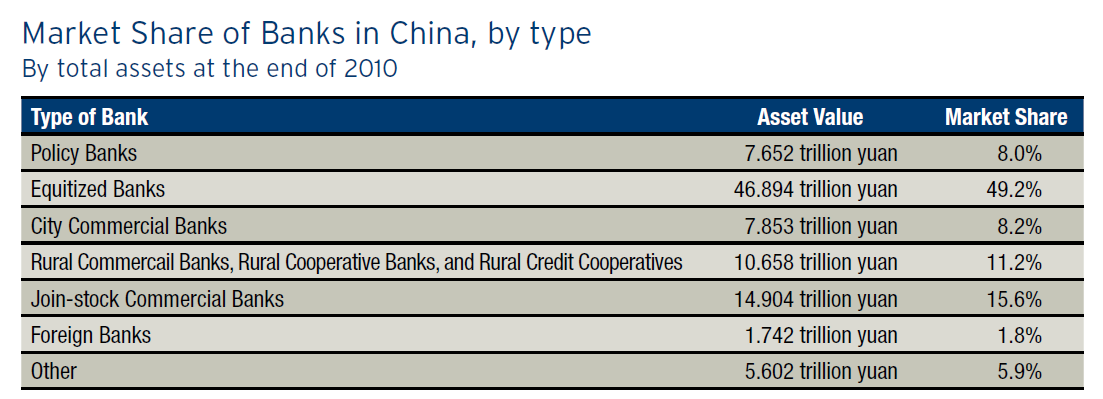 Market Share of Banks in China, by type
By total assets at the end of 2010
Type of Bank Asset Value Market Share
Policy Banks 7.652 trillion yuan 8.0%
Equitized Banks 46.894 trillion yuan 49.2%
City Commercial Banks 7.853 trillion yuan 8.2%
Rural Commercail Banks, Rural Cooperative Banks, and Rural Credit Cooperatives 10.658 trillion yuan 11.2%
Join-stock Commercial Banks 14.904 trillion yuan 15.6%
Foreign Banks 1.742 trillion yuan 1.8%
Other 5.602 trillion yuan 5.9%